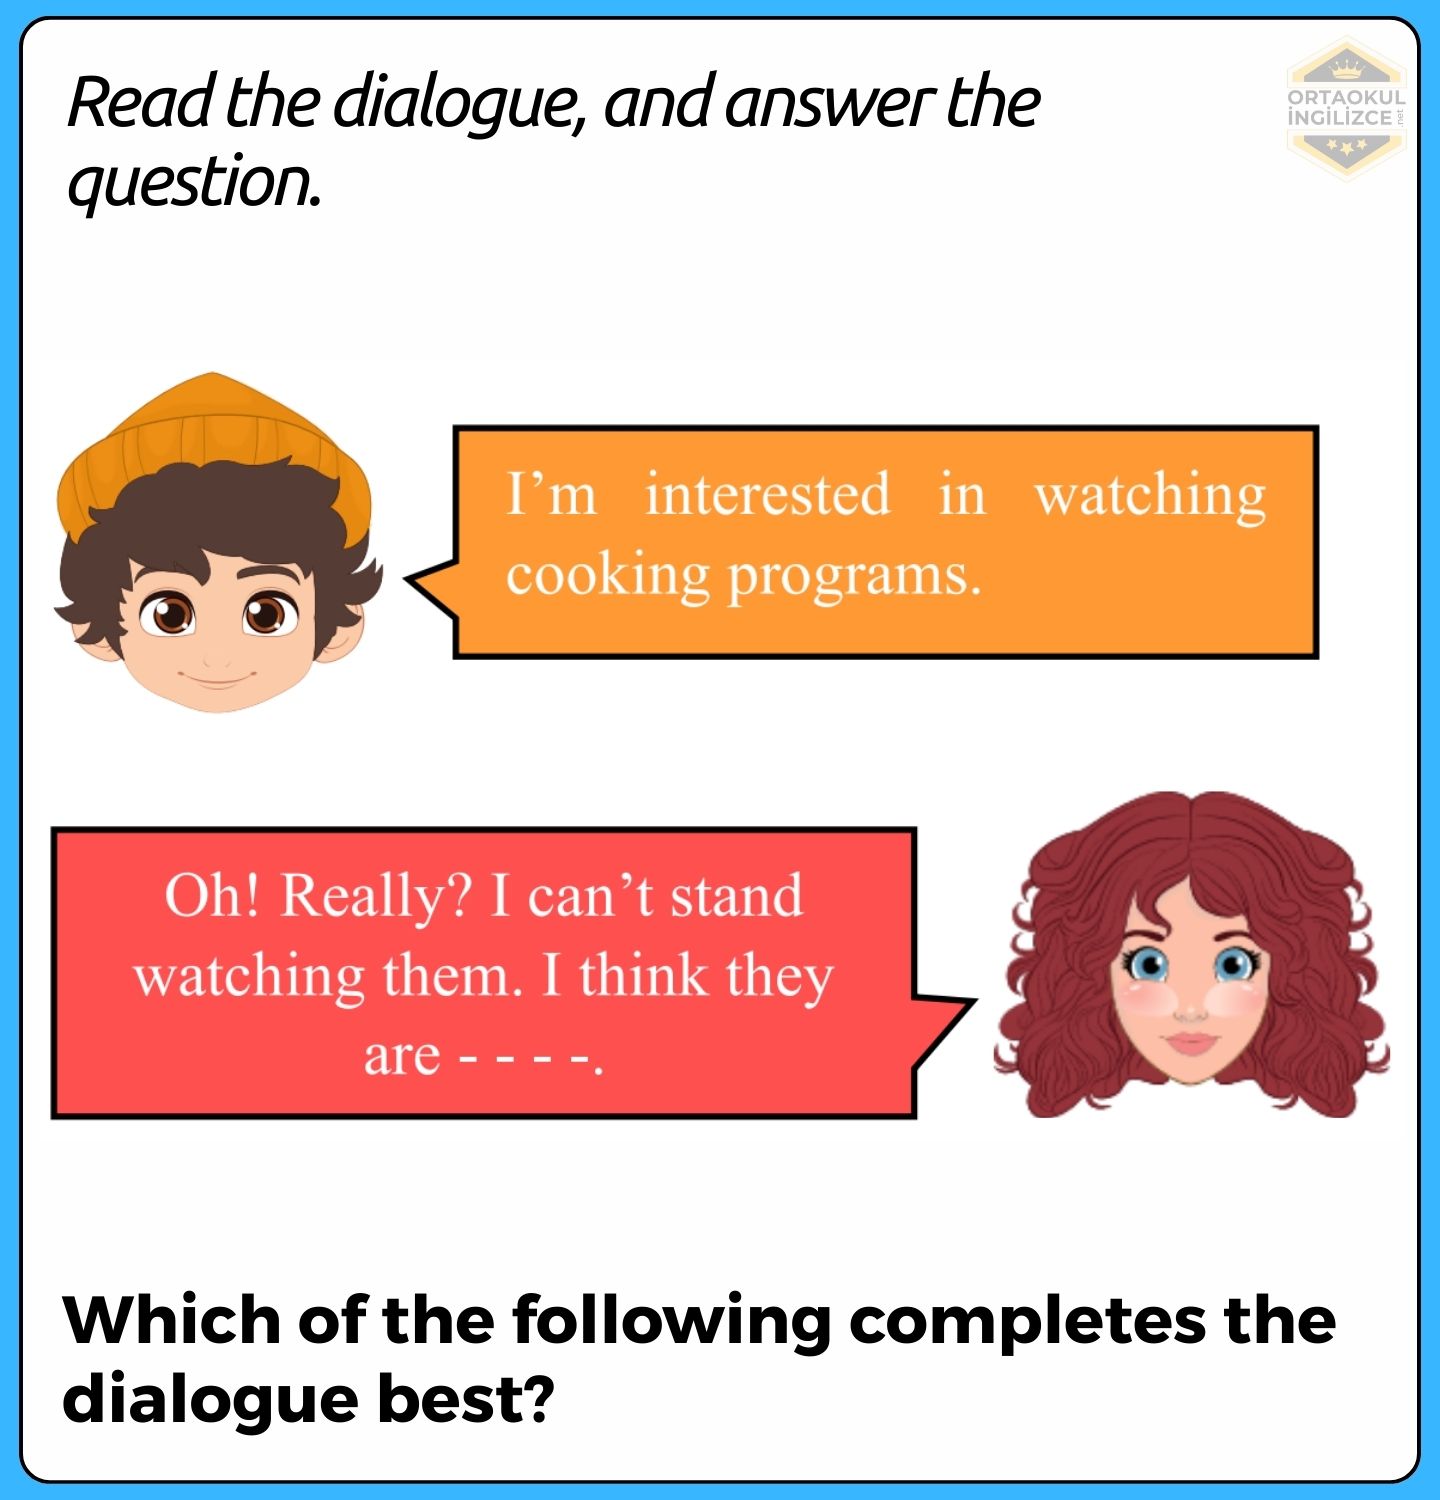 Read the dialogue, and answer the
question.
ORTAOKUL
İNGİLİZCE
.net
I'm interested in watching
cooking programs.
Oh! Really? I can't stand
watching them. I think they
are - - - -.
Which of the following completes the
dialogue best?